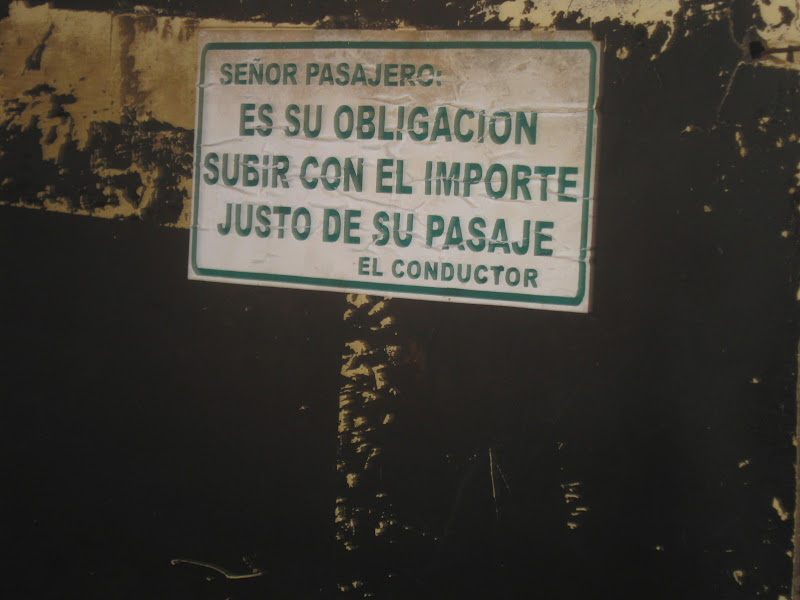 SEÑOR PASAJERO:
ES SU OBLIGACION
SUBIR CON EL IMPORTE
JUSTO DE SU PASAJE
EL CONDUCTOR